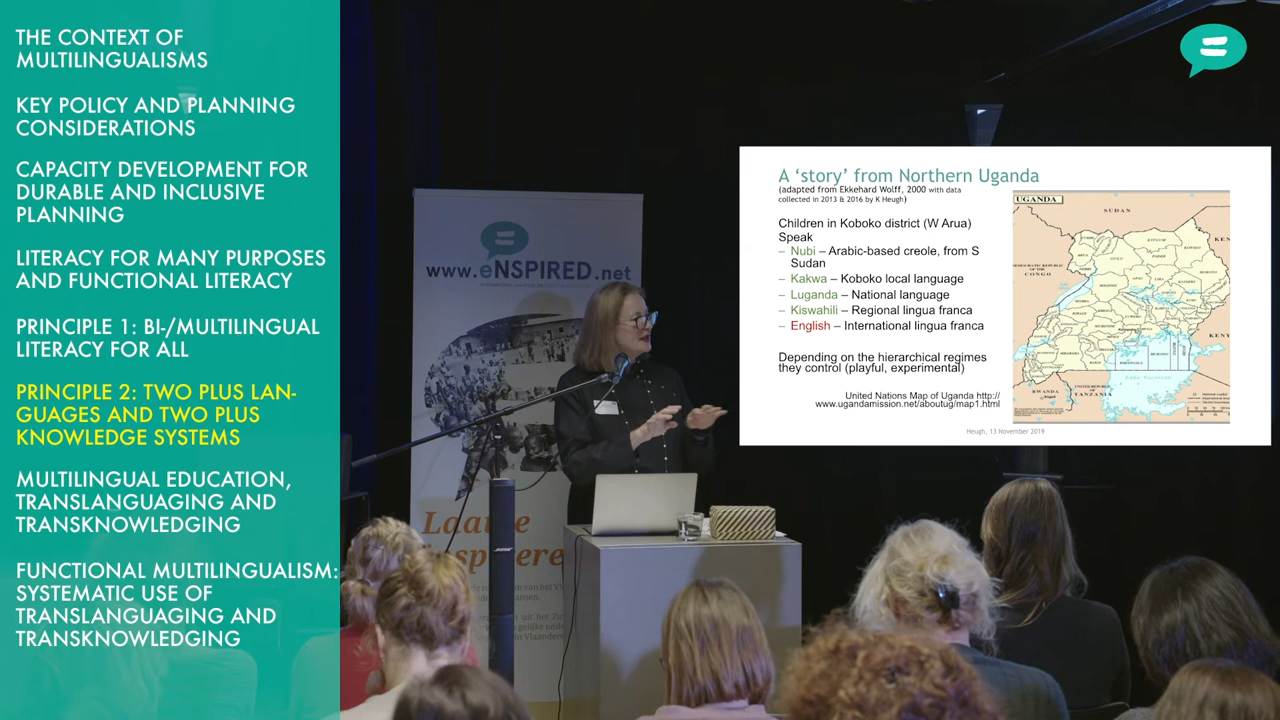 THE CONTEXT OF
MULTILINGUALISMS
KEY POLICY AND PLANNING
CONSIDERATIONS
CAPACITY DEVELOPMENT FOR
DURABLE AND INCLUSIVE
PLANNING
LITERACY FOR MANY PURPOSES
AND FUNCTIONAL LITERACY
PRINCIPLE 1: BI-/MULTILINGUAL
LITERACY FOR ALL
PRINCIPLE 2: TWO PLUS LAN-
GUAGES AND TWO PLUS
KNOWLEDGE SYSTEMS
MULTILINGUAL EDUCATION,
TRANSLANGUAGING AND
TRANSKNOWLEDGING
FUNCTIONAL MULTILINGUALISM:
SYSTEMATIC USE OF
TRANSLANGUAGING AND
TRANSKNOWLEDGING
www.eNSPIRED.net
A ‘story’ from Northern Uganda
(adapted from Ekkehard Wolff, 2000 with data
collected in 2013 & 2016 by K Heugh)
Children in Koboko district (W Arua)
Speak
– Nubi – Arabic-based creole, from S
Sudan
– Kakwa – Koboko local language
– Luganda – National language
– Kiswahili – Regional lingua franca
– English – International lingua franca
Depending on the hierarchical regimes
they control (playful, experimental)
United Nations Map of Uganda http://
www.ugandamission.net/aboutug/map1.html
Heugh, 13 November 2019
UGANDA
SUDAN
CONGO
KENY
RWANDA
TANZANIA